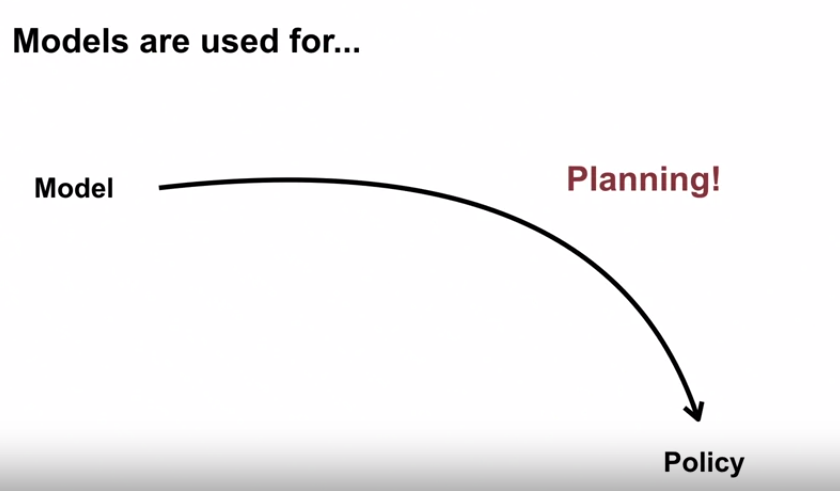 Models are used for...
Planning!
Model
Policy